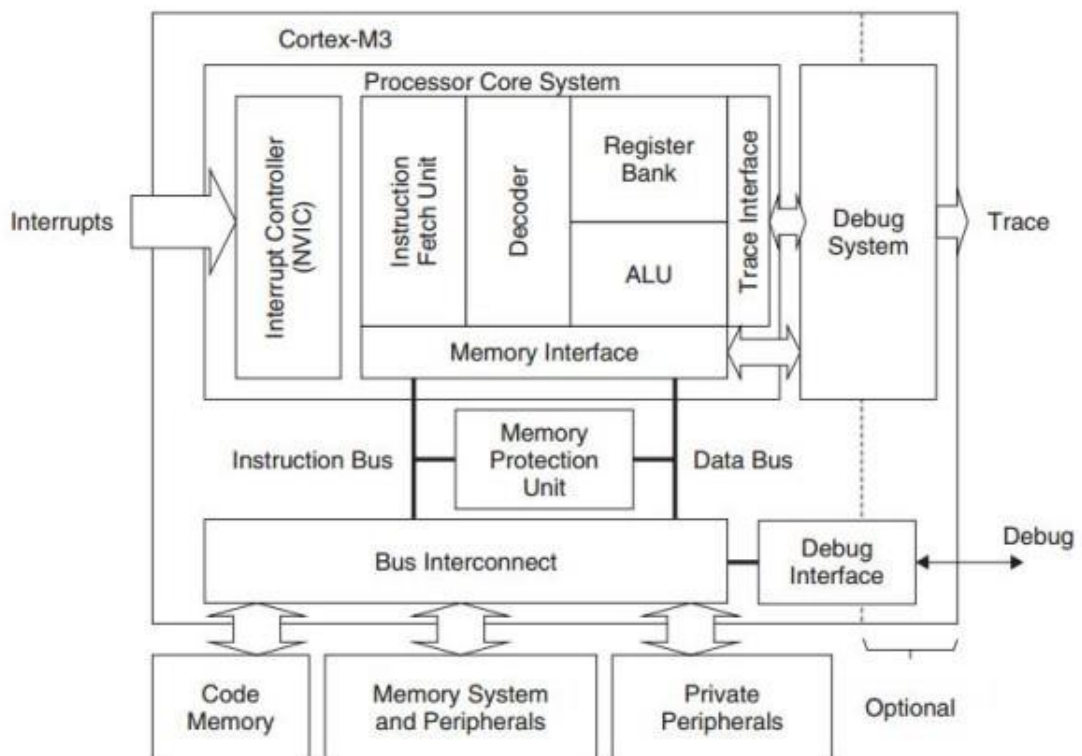 Cortex-M3
Processor Core System
Interrupts
Interrupt Controller
(NVIC)
Instruction
Fetch Unit
Decoder
Register
Bank
ALU
Trace Interface
Memory Interface
Debug
System
Trace
Instruction Bus
Memory
Protection
Unit
Data Bus
Bus Interconnect
Debug
Interface
Debug
Code
Memory
Memory System
and Peripherals
Private
Peripherals
Optional